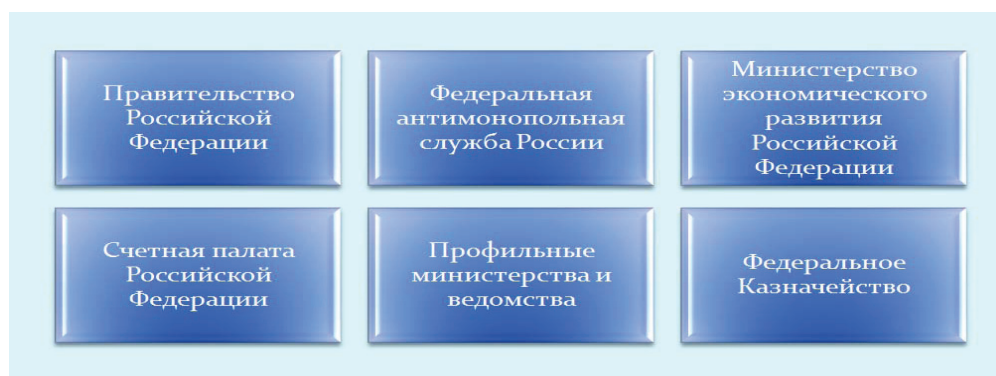 Правительство
Российской
Федерации
Федеральная
антимонопольная
служба России
Министерство
экономического
развития
Российской
Федерации
Счетная палата
Российской
Федерации
Профильные
министерства и
ведомства
Федеральное
Казначейство